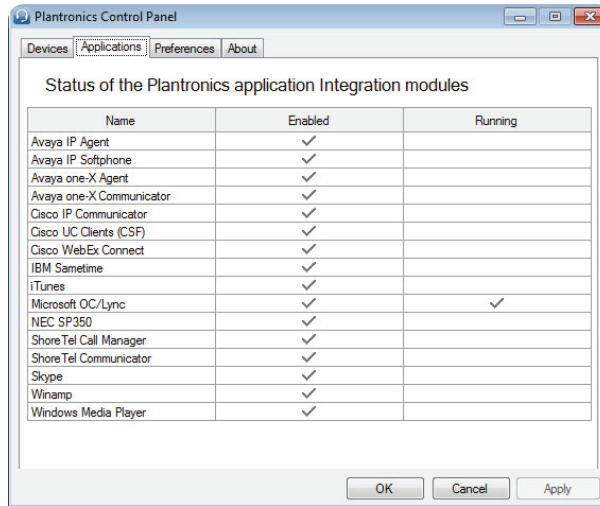 Plantronics Control Panel
Devices Applications Preferences About
Status of the Plantronics application Integration modules
Name Enabled Running
Avaya IP Agent
Avaya IP Softphone
Avaya one-X Agent
Avaya one-X Communicator
Cisco IP Communicator
Cisco UC Clients (CSF)
Cisco WebEx Connect
IBM Sametime
iTunes
Microsoft OC/Lync
NEC SP350
ShoreTel Call Manager
ShoreTel Communicator
Skype
Winamp
Windows Media Player
OK Cancel Apply